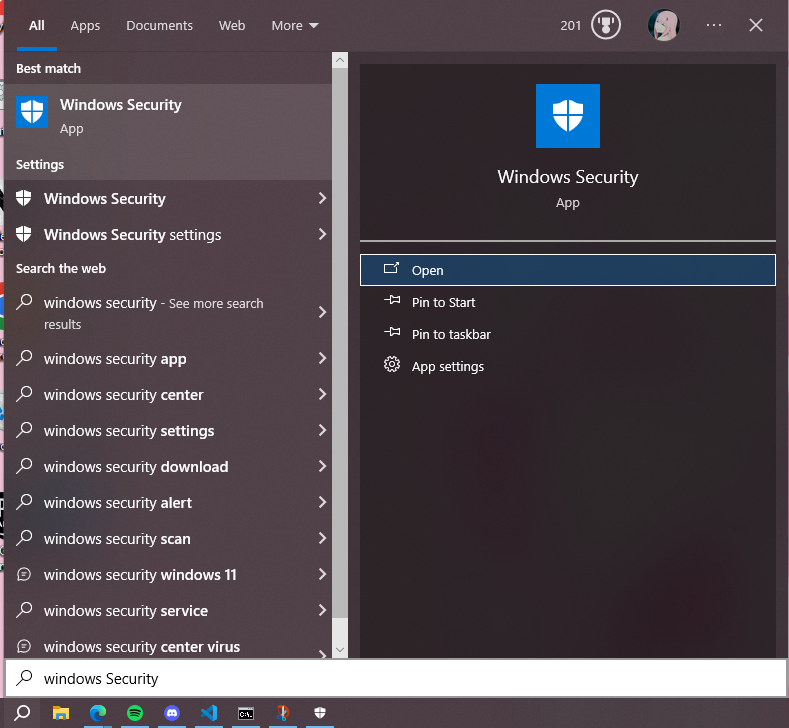 All Apps Documents Web More 201
Best match
Windows Security
App
Settings
Windows Security
Windows Security settings
Search the web
windows security - See more search
results
windows security app
windows security center
windows security settings
windows security download
windows security alert
windows security scan
windows security windows 11
windows security service
windows security center virus
Windows Security
App
Open
Pin to Start
Pin to taskbar
App settings
windows Security